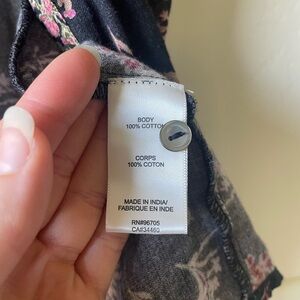 BODY
100% COTTON
CORPS
100% COTON
MADE IN INDIA/
FABRIQUE EN INDE
RN#96705
CA#34460